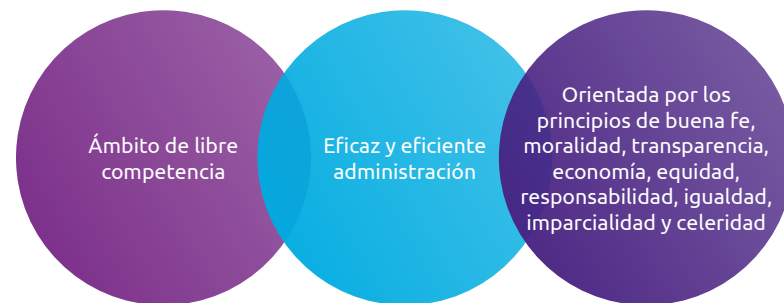 Ámbito de libre
competencia
Eficaz y eficiente
administración
Orientada por los
principios de buena fe,
moralidad, transparencia,
economía, equidad,
responsabilidad, igualdad,
imparcialidad y celeridad